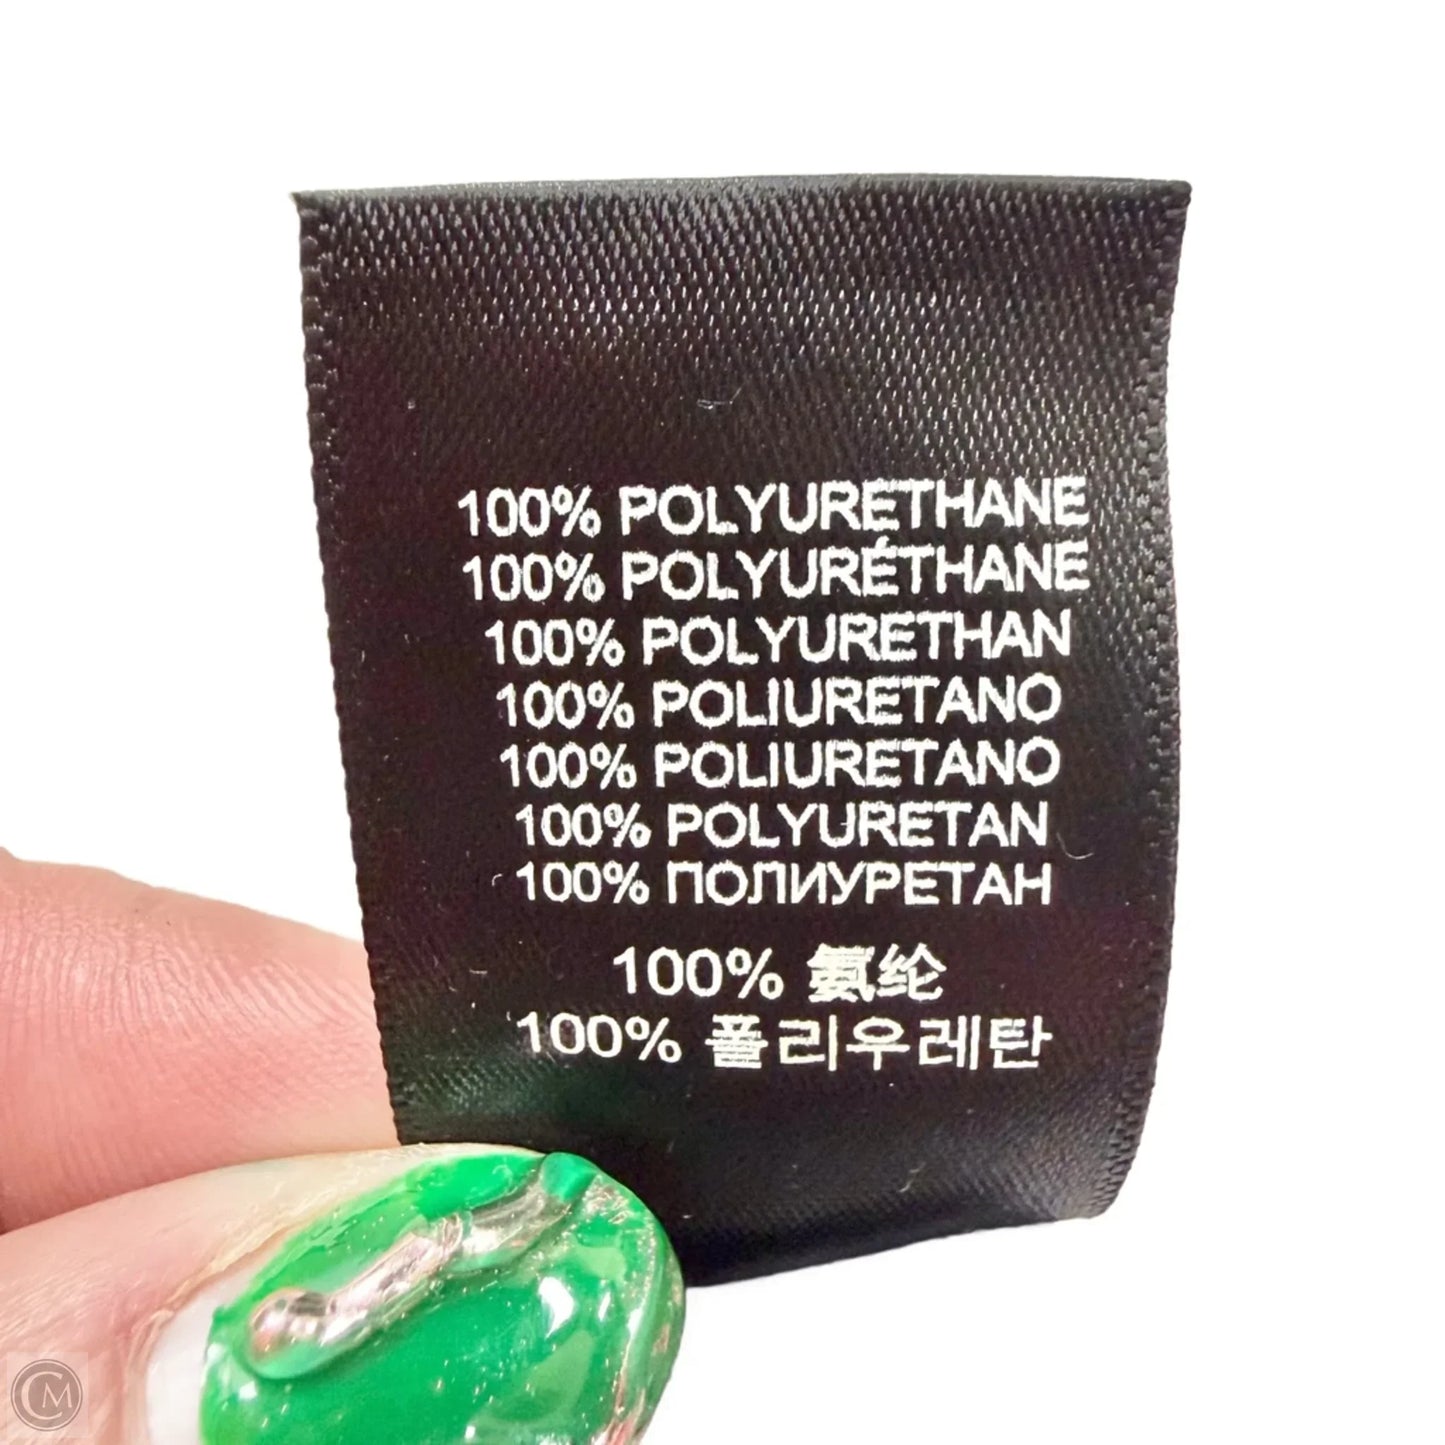 100% POLYURETHANE
100% POLYURÉTHANE
100% POLYURETHAN
100% POLIURETANO
100% POLIURETANO
100% POLYURETAN
100% ПОЛИУРЕТАН
100% 氨纶
100% 폴리우레탄
CM